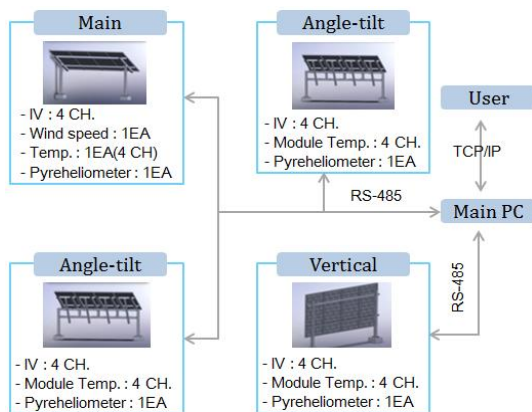 Main
- IV : 4 CH.
- Wind speed : 1EA
- Temp. : 1EA(4 CH)
- Pyreheliometer : 1EA
Angle-tilt
- IV : 4 CH.
- Module Temp. : 4 CH.
- Pyreheliometer : 1EA
User
TCP/IP
RS-485
Main PC
RS-485
Angle-tilt
- IV : 4 CH.
- Module Temp. : 4 CH.
- Pyreheliometer : 1EA
Vertical
- IV : 4 CH.
- Module Temp. : 4 CH.
- Pyreheliometer : 1EA